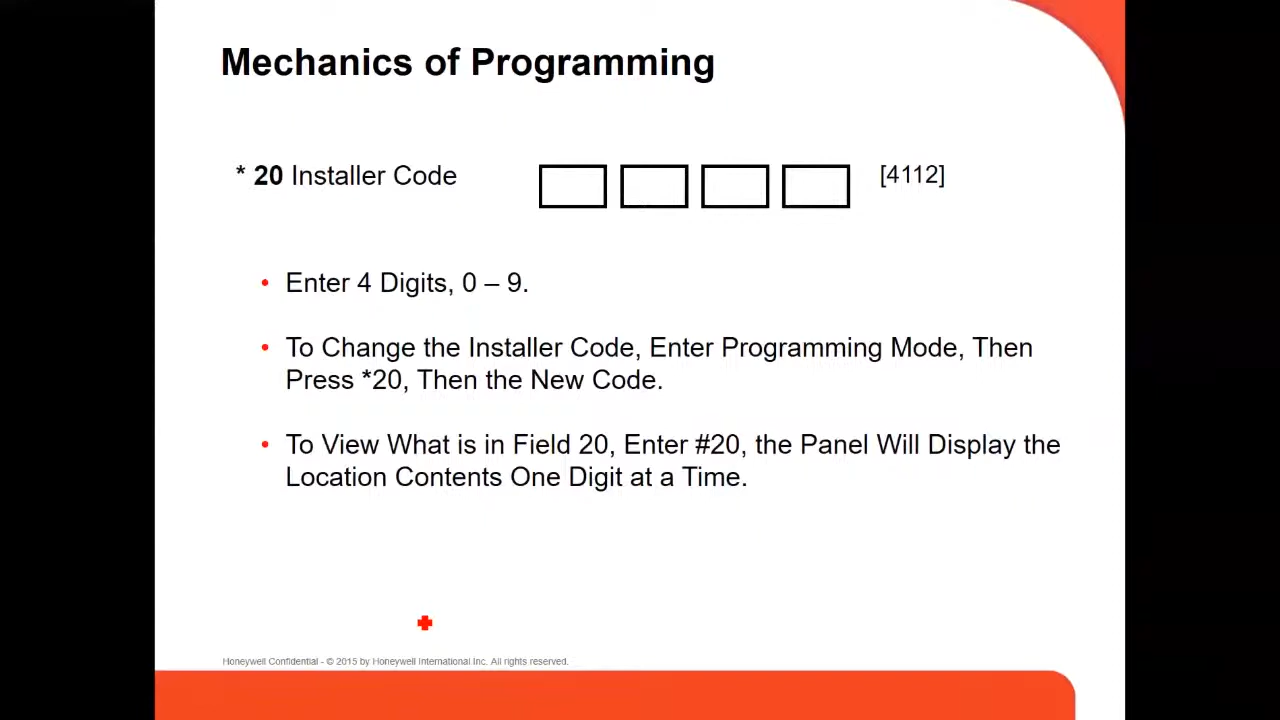 Mechanics of Programming
* 20 Installer Code [4112]
• Enter 4 Digits, 0 – 9.
• To Change the Installer Code, Enter Programming Mode, Then
Press *20, Then the New Code.
• To View What is in Field 20, Enter #20, the Panel Will Display the
Location Contents One Digit at a Time.
Honeywell Confidential - © 2015 by Honeywell International Inc. All rights reserved.